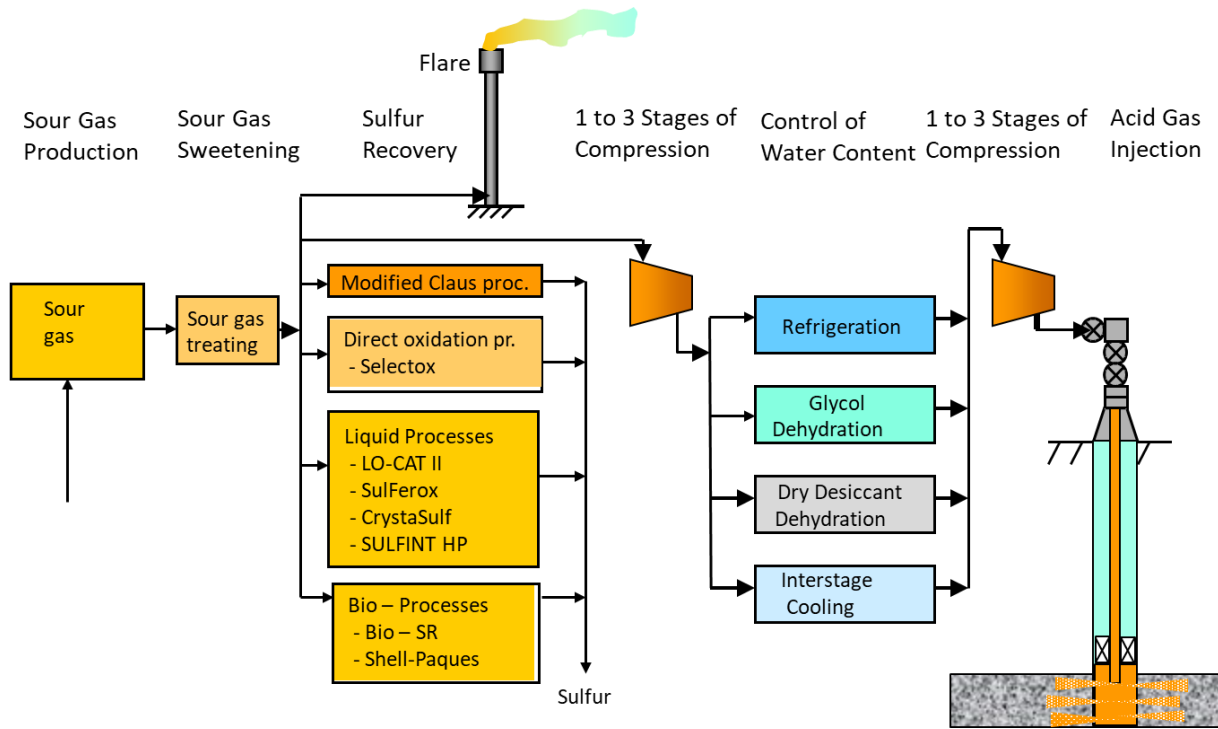 Flare
Sour Gas
Production
Sour Gas
Sweetening
Sulfur
Recovery
1 to 3 Stages of
Compression
Control of
Water Content
1 to 3 Stages of
Compression
Acid Gas
Injection
Sour
gas
Sour gas
treating
Modified Claus proc.
Direct oxidation pr.
- Selectox
Liquid Processes
- LO-CAT II
- SulFerox
- CrystaSulf
- SULFINT HP
Bio – Processes
- Bio – SR
- Shell-Paques
Sulfur
Refrigeration
Glycol
Dehydration
Dry Desiccant
Dehydration
Interstage
Cooling